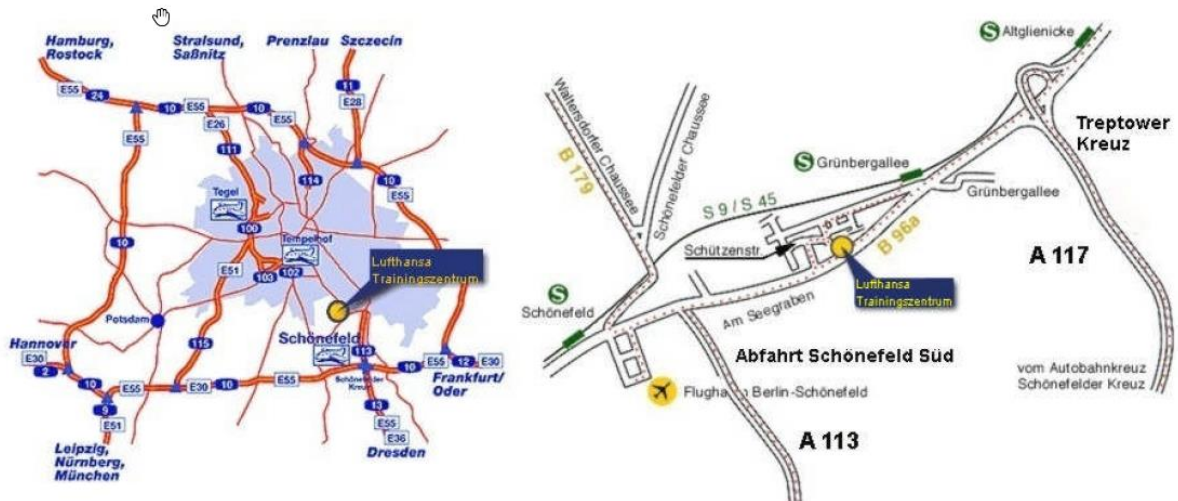 Hamburg,
Rostock
Stralsund,
Saßnitz
Prenzlau
Szczecin
E55
24
10
E55
10
11
E28
E55
E26
111
114
10
E55
Tegel
100
Tempelhof
10
E51
103
102
Lufthansa
Trainingszentrum
Potsdam
115
Schönefeld
113
Hannover
E30
2
10
E55
E30
10
E55
Schönefelder
Kreuz
10
E55
12
E30
9
E51
13
E36
Frankfurt/
Oder
Leipzig,
Nürnberg,
München
Dresden
S Altglienicke
Waltersdorfer Chaussee
B 179
Schönefelder Chaussee
Treptower
Kreuz
S
Grünbergallee
Grünbergallee
S 9 / S 45
Schützenstr.
B 96a
A 117
Lufthansa
Trainingszentrum
S
Schönefeld
Am Seegraben
Abfahrt Schönefeld Süd
vom Autobahnkreuz
Schönefelder Kreuz
Flugha n Berlin-Schönefeld
A 113